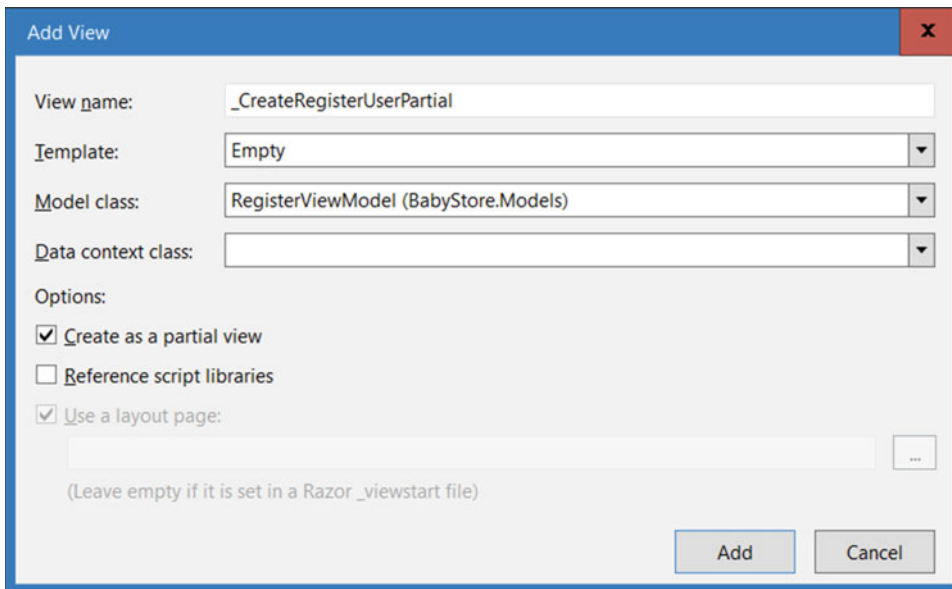 Add View
x
View name: _CreateRegisterUserPartial
Template: Empty
Model class: RegisterViewModel (BabyStore.Models)
Data context class:
Options:
Create as a partial view
Reference script libraries
Use a layout page:
...
(Leave empty if it is set in a Razor _viewstart file)
Add Cancel